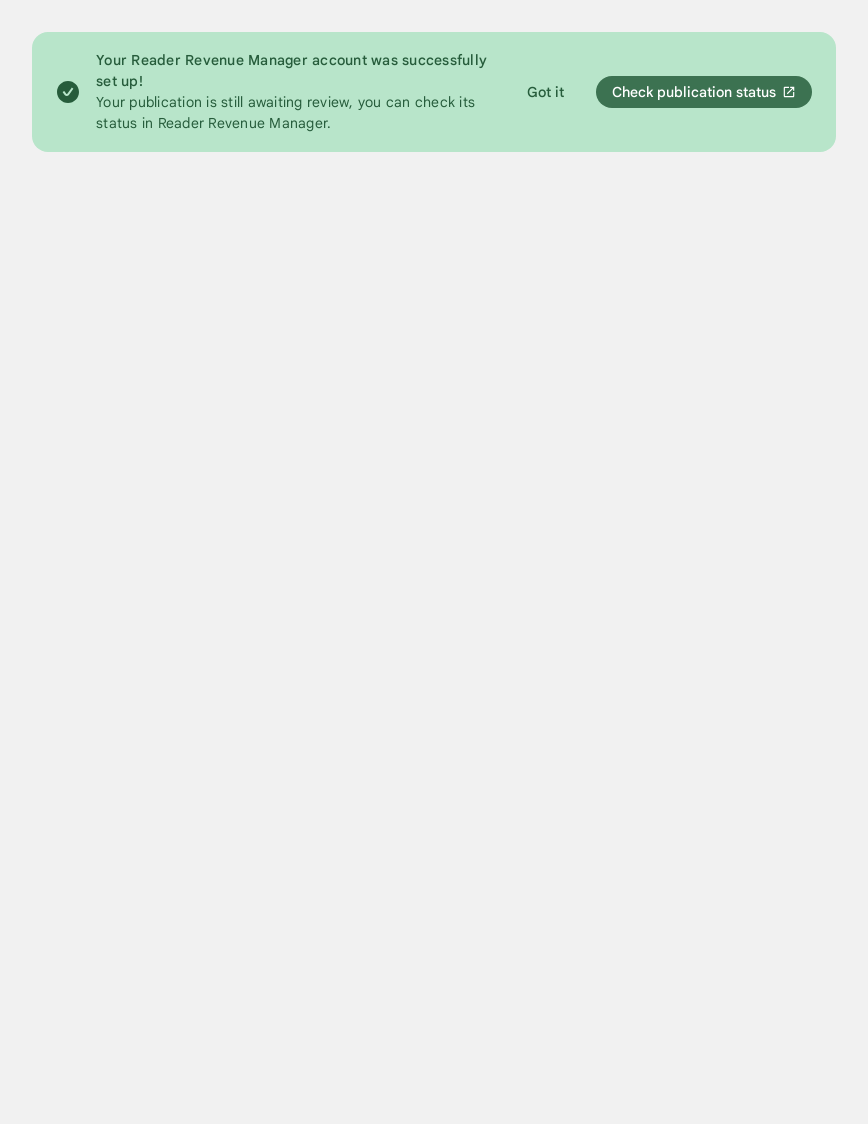 Your Reader Revenue Manager account was successfully
set up!
Your publication is still awaiting review, you can check its
status in Reader Revenue Manager.
Got it
Check publication status